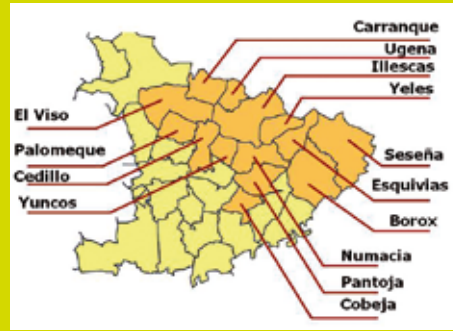 Carranque
Ugena
Illescas
Yeles
El Viso
Palomeque
Cedillo
Yuncos
Seseña
Esquivias
Borox
Numacia
Pantoja
Cobeja